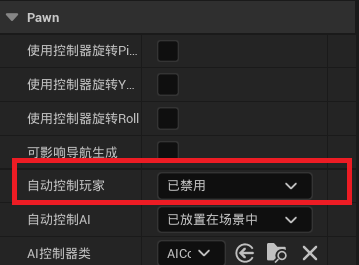 Pawn
使用控制器旋转Pi...
使用控制器旋转Y...
使用控制器旋转Roll
可影响导航生成
自动控制玩家 已禁用
自动控制AI 已放置在场景中
AI控制器类 AICc